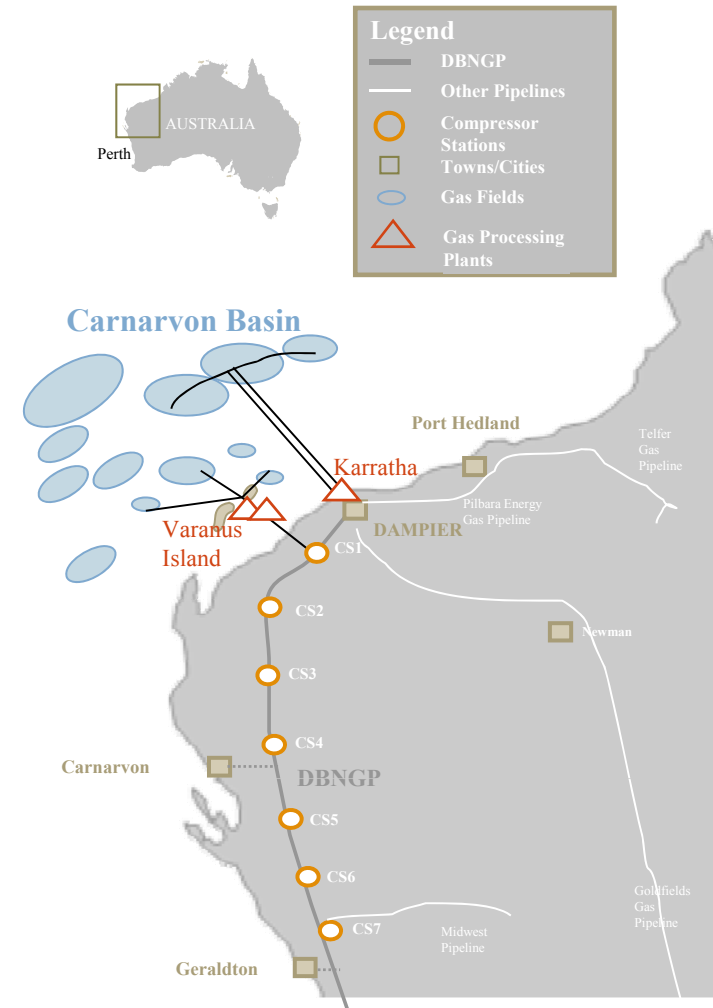 Legend
DBNGP
Other Pipelines
Compressor
Stations
Towns/Cities
Gas Fields
Gas Processing
Plants
AUSTRALIA
Perth
Carnarvon Basin
Port Hedland
Telfer
Gas
Pipeline
Karratha
Pilbara Energy
Gas Pipeline
Varanus
Island
DAMPIER
CS1
CS2
Newman
CS3
CS4
Carnarvon
DBNGP
CS5
CS6
Goldfields
Gas
Pipeline
CS7
Midwest
Pipeline
Geraldton